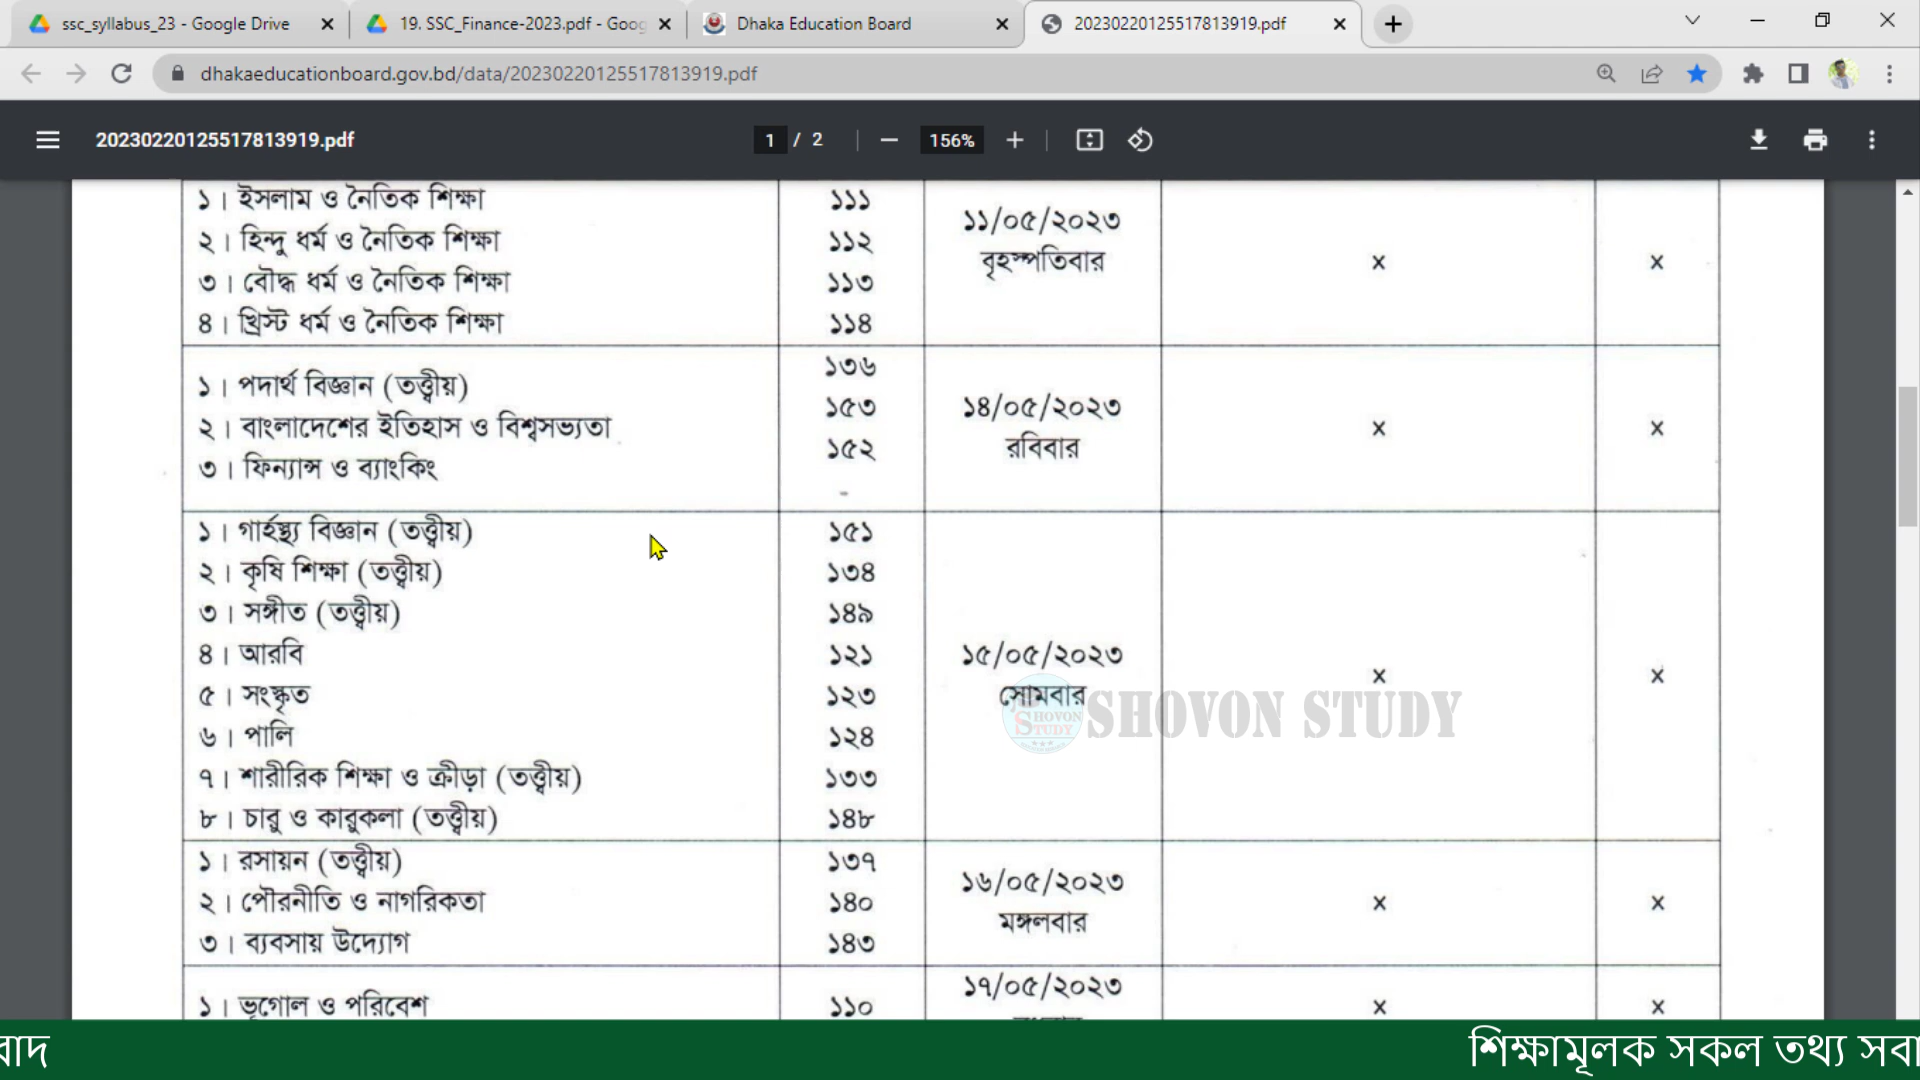 ssc_syllabus_23 - Google Drive
19. SSC_Finance-2023.pdf - Goog
Dhaka Education Board
20230220125517813919.pdf
dhakaeducationboard.gov.bd/data/20230220125517813919.pdf
20230220125517813919.pdf
1 / 2
156%
১। ইসলাম ও নৈতিক শিক্ষা ১১১
২। হিন্দু ধর্ম ও নৈতিক শিক্ষা ১১২
৩। বৌদ্ধ ধর্ম ও নৈতিক শিক্ষা ১১৩
৪। খ্রিস্ট ধর্ম ও নৈতিক শিক্ষা ১১৪
১১/০৫/২০২৩
বৃহস্পতিবার
x x
১। পদার্থ বিজ্ঞান (তত্ত্বীয়) ১৩৬
২। বাংলাদেশের ইতিহাস ও বিশ্বসভ্যতা ১৫৩
৩। ফিন্যান্স ও ব্যাংকিং ১৫২
১৪/০৫/২০২৩
রবিবার
x x
১। গার্হস্থ্য বিজ্ঞান (তত্ত্বীয়) ১৫১
২। কৃষি শিক্ষা (তত্ত্বীয়) ১৩৪
৩। সঙ্গীত (তত্ত্বীয়) ১৪৯
৪। আরবি ১২১
৫। সংস্কৃত ১২৩
৬। পালি ১২৪
৭। শারীরিক শিক্ষা ও ক্রীড়া (তত্ত্বীয়) ১৩৩
৮। চারু ও কারুকলা (তত্ত্বীয়) ১৪৮
১৫/০৫/২০২৩
সোমবার
x x
SHOVON STUDY
SHOVON STUDY
১। রসায়ন (তত্ত্বীয়) ১৩৭
২। পৌরনীতি ও নাগরিকতা ১৪০
৩। ব্যবসায় উদ্যোগ ১৪৩
১৬/০৫/২০২৩
মঙ্গলবার
x x
১। ভূগোল ও পরিবেশ ১১০
১৭/০৫/২০২৩
x x
বাদ
শিক্ষামূলক সকল তথ্য সবা